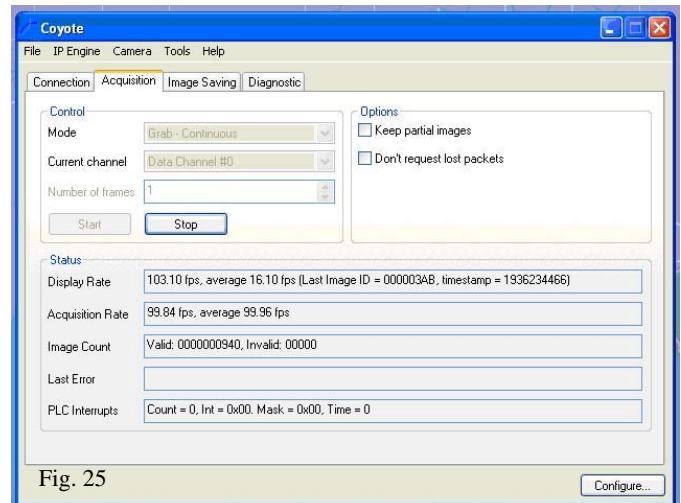 Coyote
File IP Engine Camera Tools Help
Connection Acquisition Image Saving Diagnostic
Control
Mode Grab - Continuous
Current channel Data Channel #0
Number of frames 1
Start Stop
Options
Keep partial images
Don't request lost packets
Status
Display Rate 103.10 fps, average 16.10 fps (Last Image ID = 000003AB, timestamp = 1936234466)
Acquisition Rate 99.84 fps, average 99.96 fps
Image Count Valid: 0000000940, Invalid: 00000
Last Error
PLC Interrupts Count = 0, Int = 0x00. Mask = 0x00, Time = 0
Fig. 25
Configure...